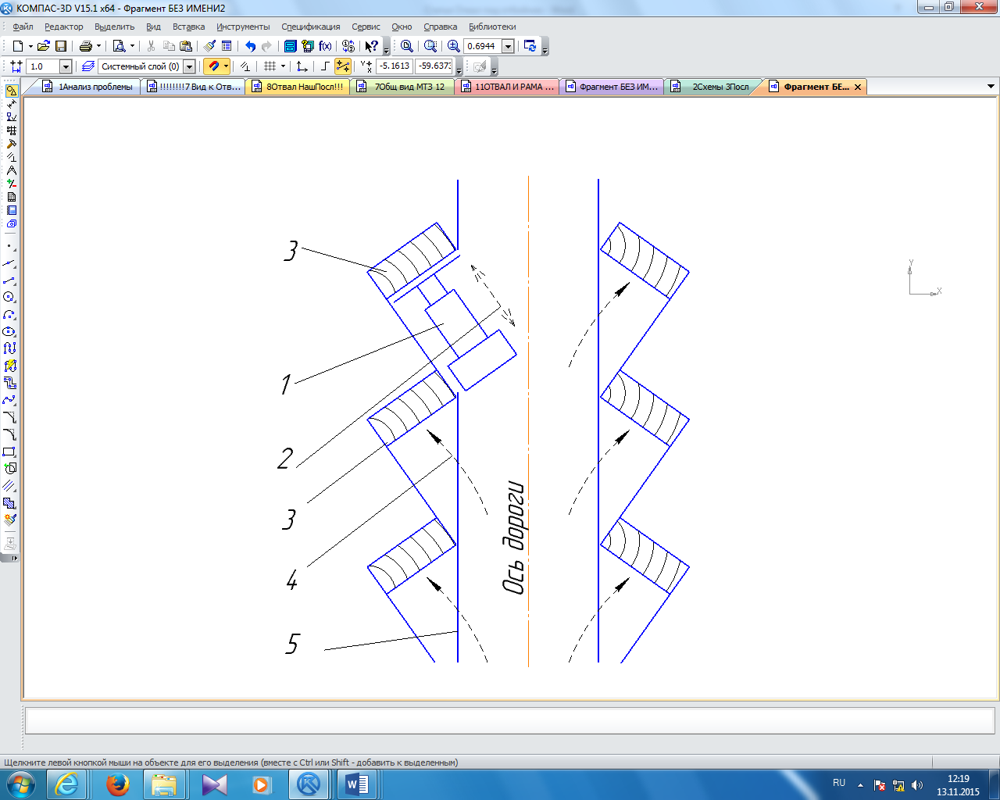 КОМПАС-3D V15.1 x64 - Фрагмент БЕЗ ИМЕНИ2
Файл Редактор Выделить Вид Вставка Инструменты Спецификация Сервис Окно Справка Библиотеки
0.6944
1.0 Системный слой (0) -5.1613 -59.637
1Анализ проблемы !!!!!!!!7 Вид к Отв... 8Отвал НашПосл!!! 7Общ вид МТЗ 12 11ОТВАЛ И РАМА ... Фрагмент БЕЗ ИМ... 2Схемы 3Посл Фрагмент БЕ...
3
Y
X
1
2
3
4
5
Ось дороги
Щелкните левой кнопкой мыши на объекте для его выделения (вместе с Ctrl или Shift - добавить к выделенным)
RU
12:19
13.11.2015